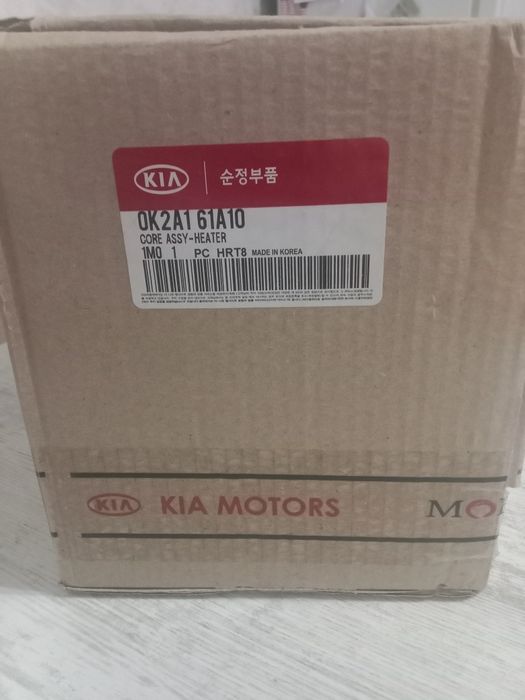 KIA 순정부품
0K2A1 61A10
CORE ASSY-HEATER
1M0 1 PC HRT8 MADE IN KOREA
KIA KIA MOTORS MO